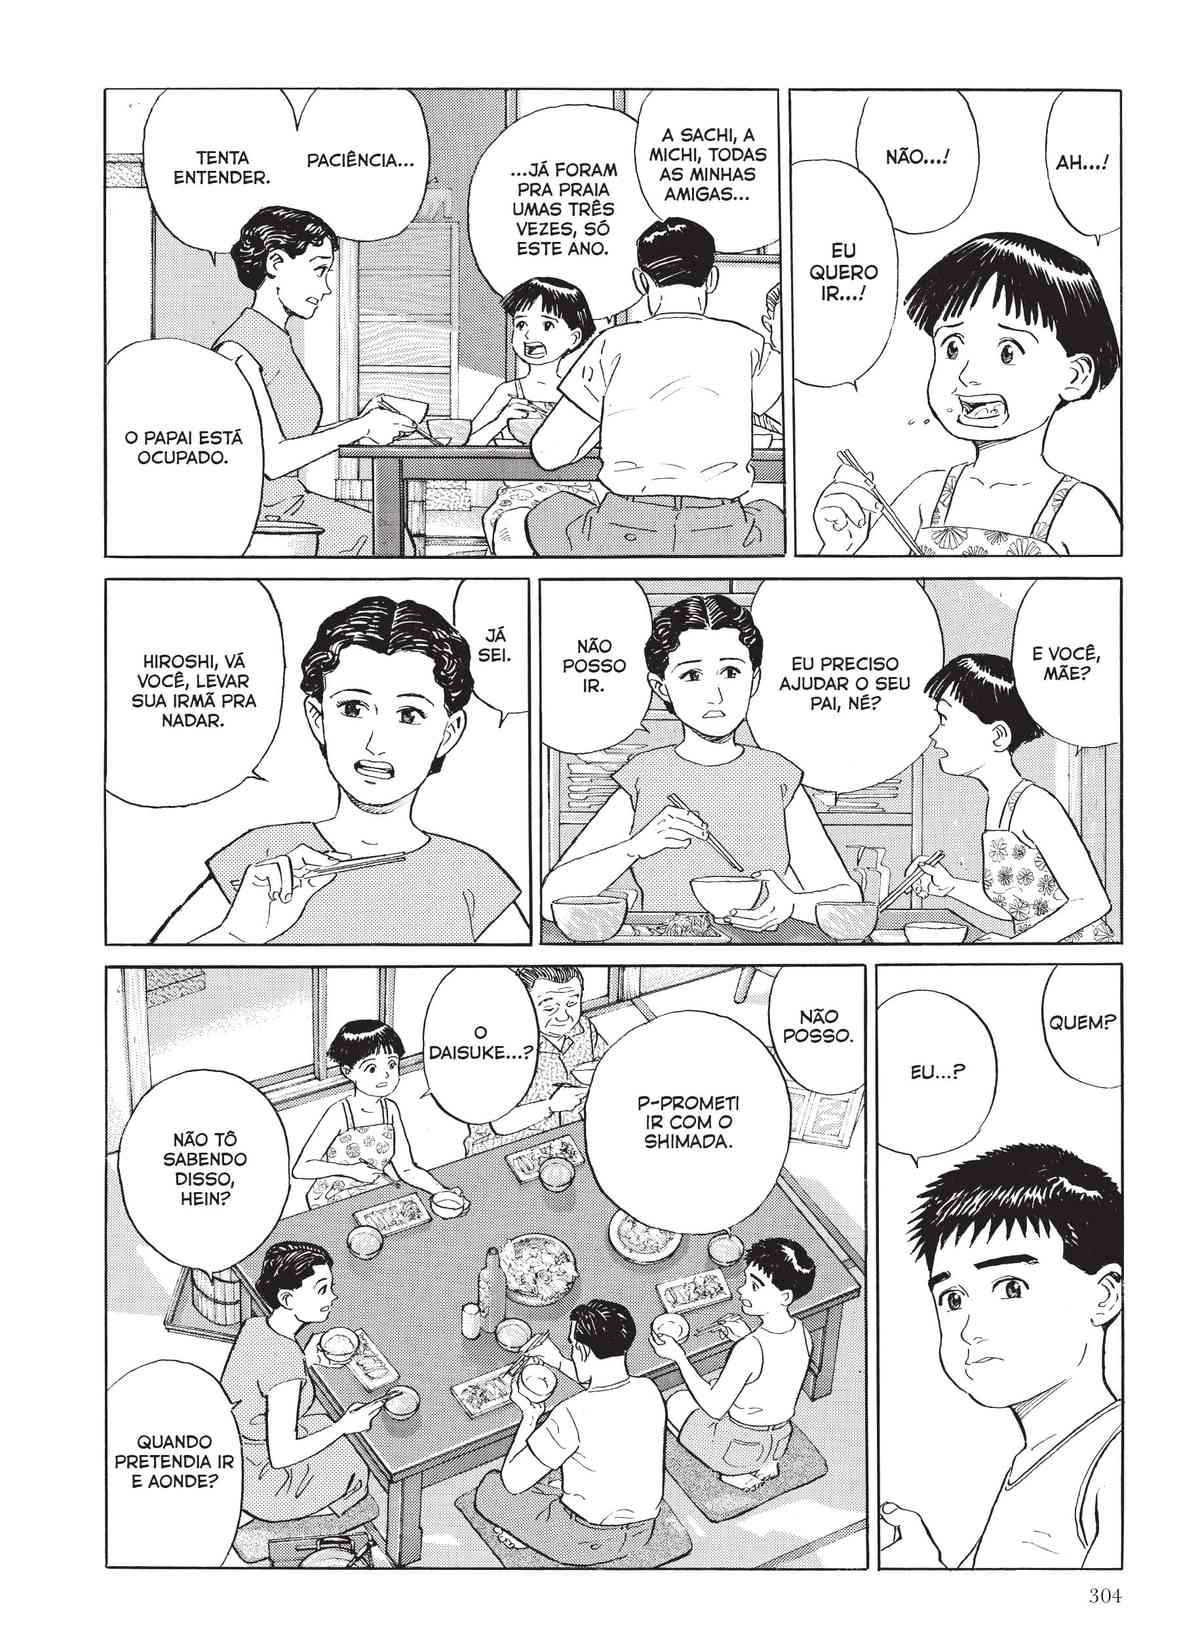 AH...!
NÃO...!
EU
QUERO
IR...!
A SACHI, A
MICHI, TODAS
AS MINHAS
AMIGAS...
...JÁ FORAM
PRA PRAIA
UMAS TRÊS
VEZES, SÓ
ESTE ANO.
PACIÊNCIA...
TENTA
ENTENDER.
O PAPAI ESTÁ
OCUPADO.
E VOCÊ,
MÃE?
EU PRECISO
AJUDAR O SEU
PAI, NÉ?
NÃO
POSSO
IR.
JÁ
SEI.
HIROSHI, VÁ
VOCÊ, LEVAR
SUA IRMÃ PRA
NADAR.
QUEM?
EU...?
NÃO
POSSO.
P-PROMETI
IR COM O
SHIMADA.
O
DAISUKE...?
NÃO TÔ
SABENDO
DISSO,
HEIN?
QUANDO
PRETENDIA IR
E AONDE?
304